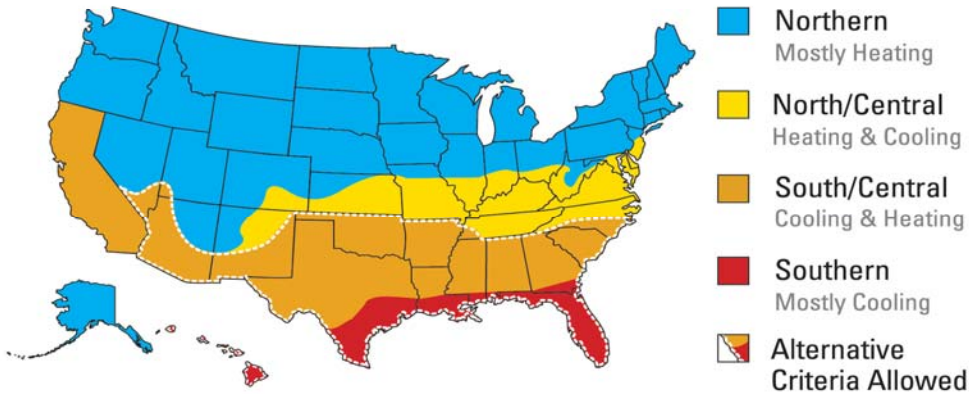 Northern
Mostly Heating
North/Central
Heating & Cooling
South/Central
Cooling & Heating
Southern
Mostly Cooling
Alternative
Criteria Allowed